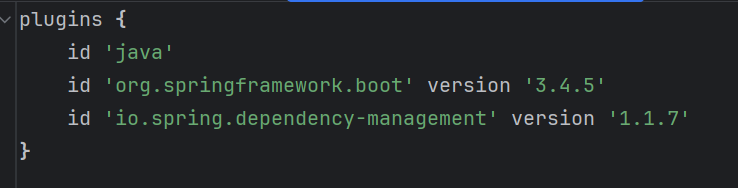 plugins {
    id 'java'
    id 'org.springframework.boot' version '3.4.5'
    id 'io.spring.dependency-management' version '1.1.7'
}